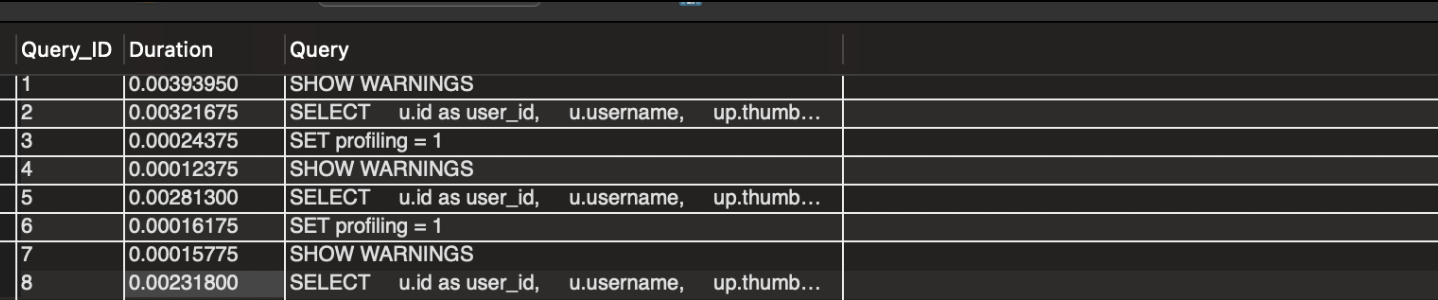 Query_ID Duration Query
1 0.00393950 SHOW WARNINGS
2 0.00321675 SELECT u.id as user_id, u.username, up.thumb...
3 0.00024375 SET profiling = 1
4 0.00012375 SHOW WARNINGS
5 0.00281300 SELECT u.id as user_id, u.username, up.thumb...
6 0.00016175 SET profiling = 1
7 0.00015775 SHOW WARNINGS
8 0.00231800 SELECT u.id as user_id, u.username, up.thumb...